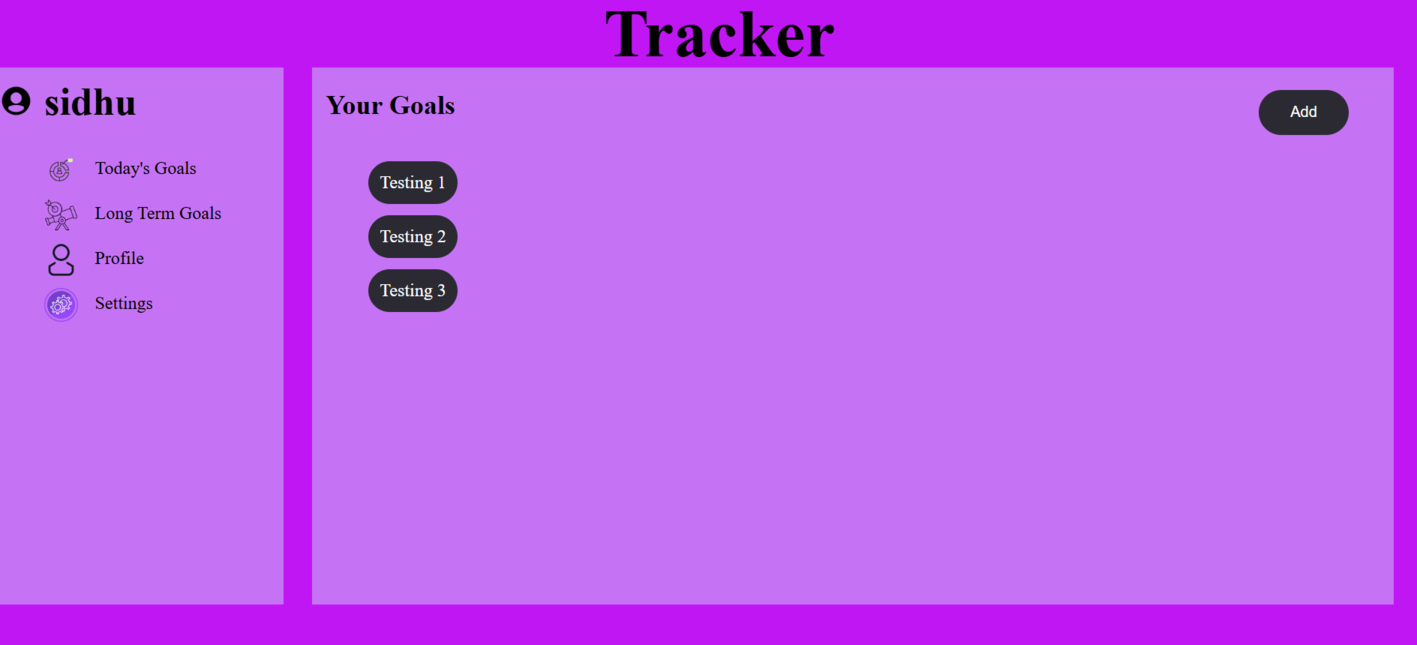 Tracker
sidhu
Today's Goals
Long Term Goals
Profile
Settings
Your Goals
Add
Testing 1
Testing 2
Testing 3